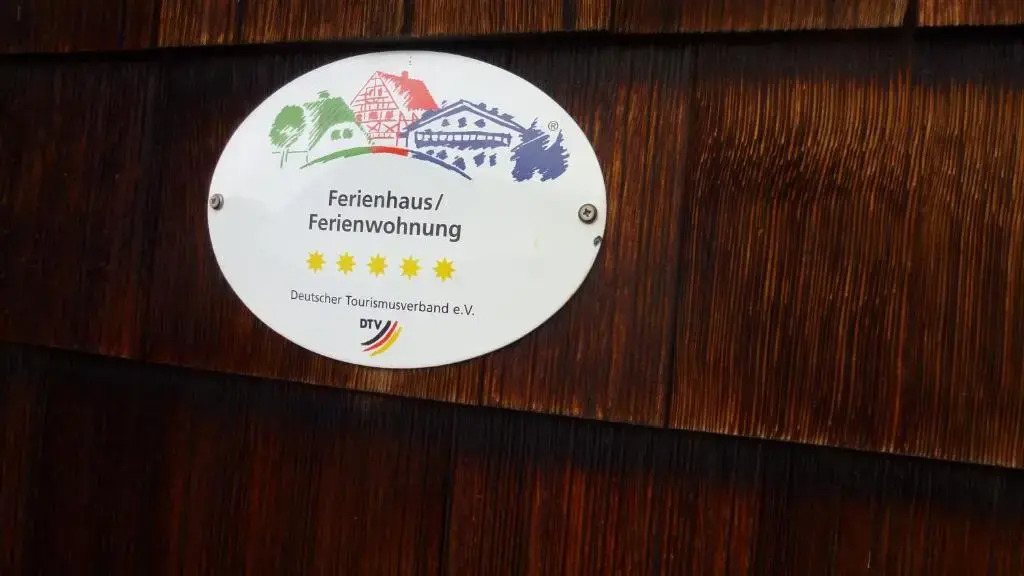 ®
Ferienhaus/
Ferienwohnung
Deutscher Tourismusverband e.V.
DTV